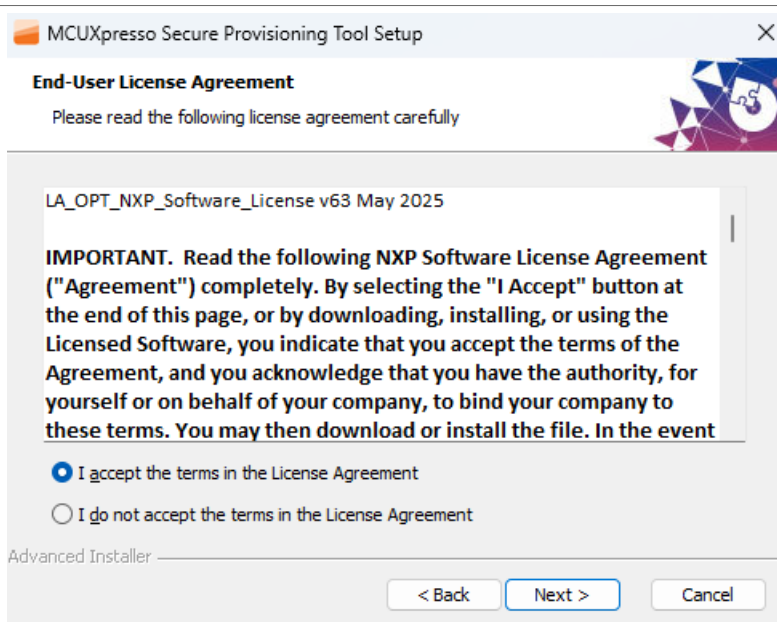 MCUXpresso Secure Provisioning Tool Setup
End-User License Agreement
Please read the following license agreement carefully
LA_OPT_NXP_Software_License v63 May 2025
IMPORTANT.  Read the following NXP Software License Agreement
("Agreement") completely. By selecting the "I Accept" button at
the end of this page, or by downloading, installing, or using the
Licensed Software, you indicate that you accept the terms of the
Agreement, and you acknowledge that you have the authority, for
yourself or on behalf of your company, to bind your company to
these terms. You may then download or install the file. In the event
I accept the terms in the License Agreement
I do not accept the terms in the License Agreement
Advanced Installer
< Back Next > Cancel